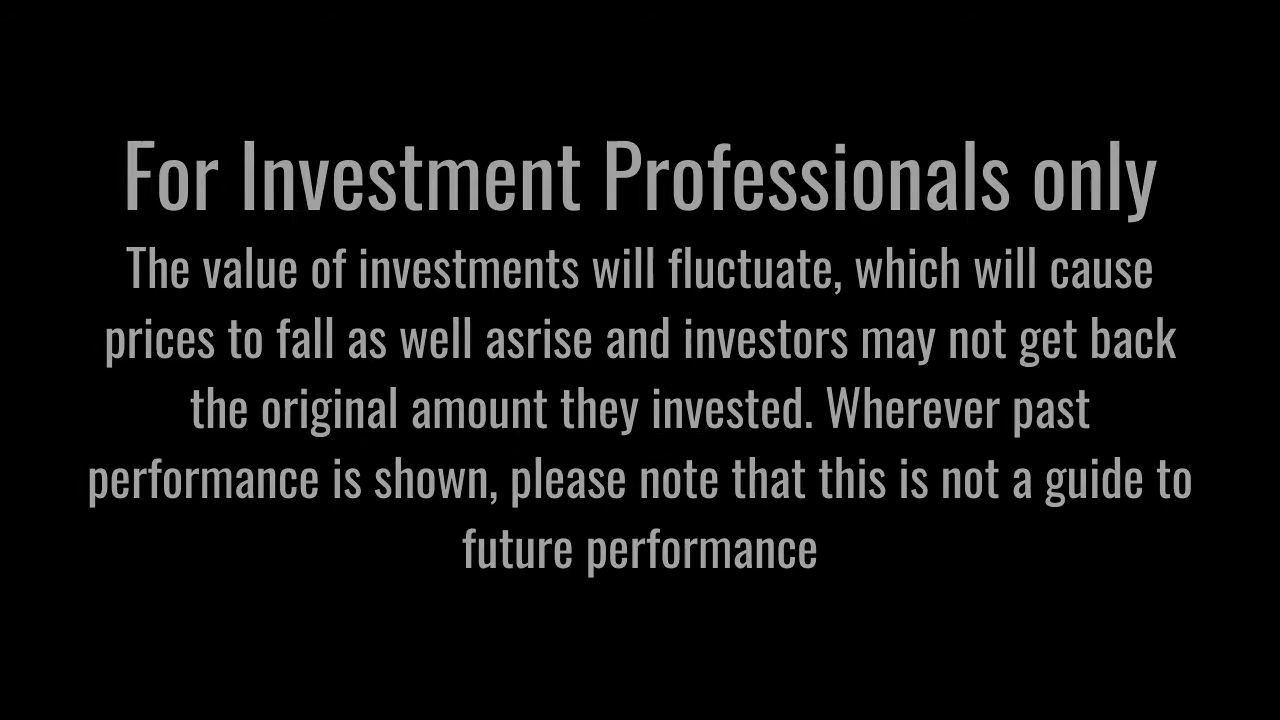 For Investment Professionals only
The value of investments will fluctuate, which will cause
prices to fall as well asrise and investors may not get back
the original amount they invested. Wherever past
performance is shown, please note that this is not a guide to
future performance